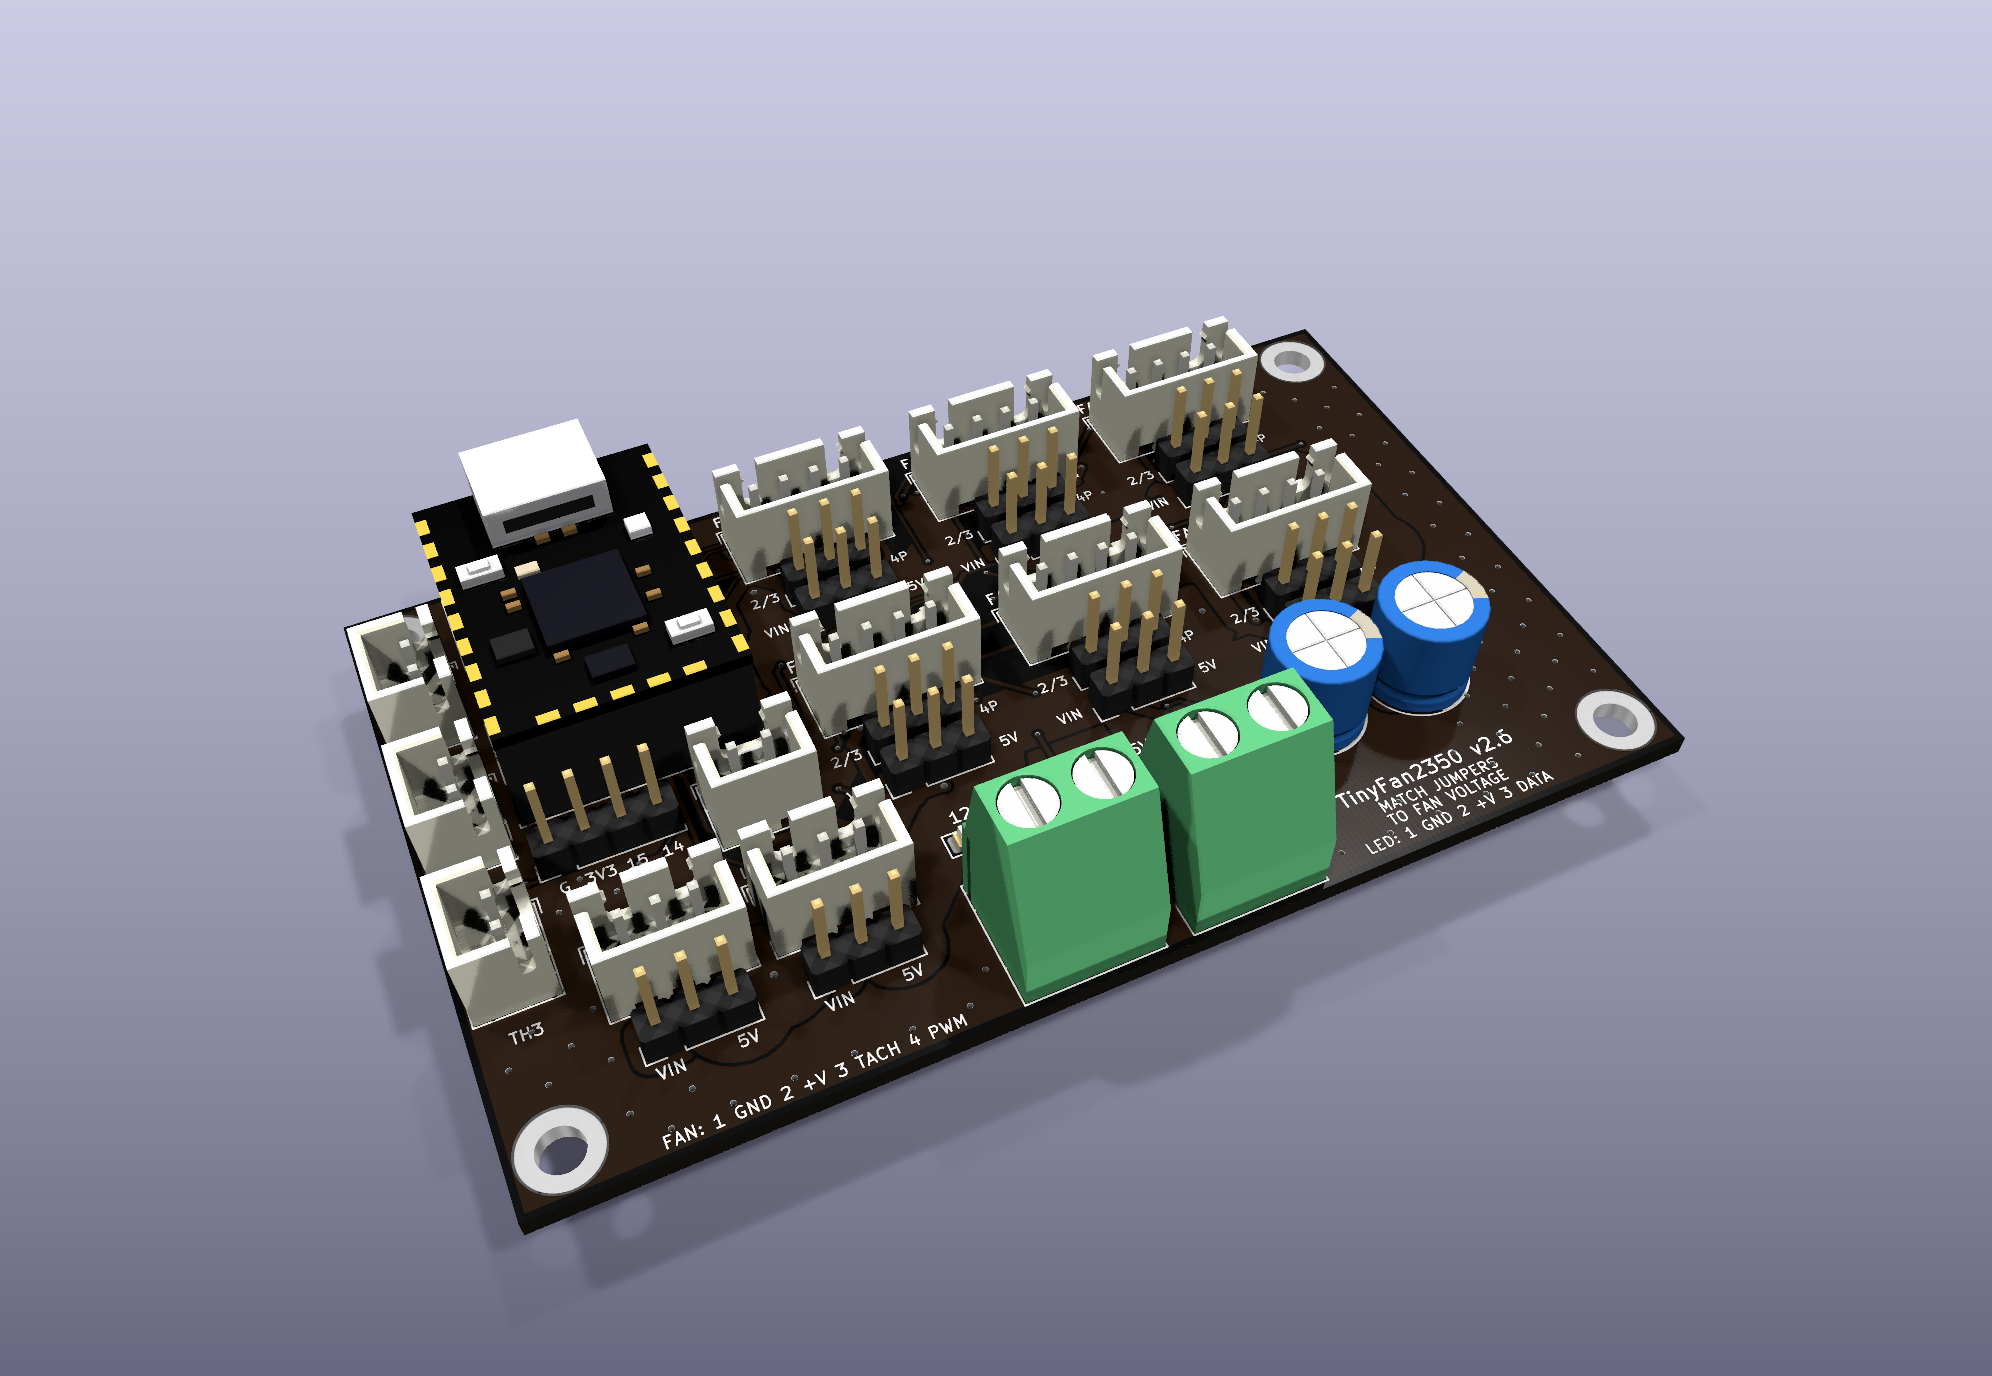 2/3
4P
VIN
2/3
4P
VIN
5V
2/3
VIN
4P
5V
2/3
2/3
4P
5V
VIN
2/3
4P
5V
G 3V3 15 14
TinyFan2350 v2.6
MATCH JUMPERS
TO FAN VOLTAGE
LED: 1 GND 2 +V 3 DATA
TH3
VIN
5V
VIN
5V
FAN: 1 GND 2 +V 3 TACH 4 PWM